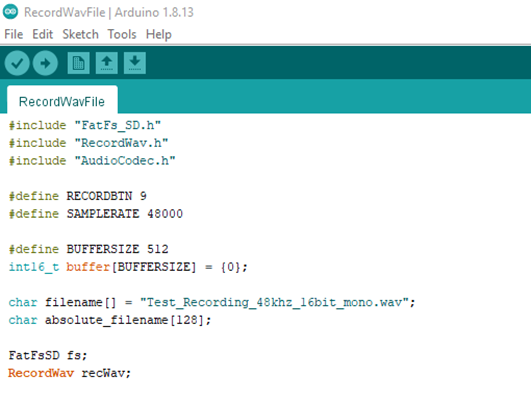 RecordWavFile | Arduino 1.8.13
File Edit Sketch Tools Help
RecordWavFile
#include "FatFs_SD.h"
#include "RecordWav.h"
#include "AudioCodec.h"
#define RECORDBTN 9
#define SAMPLERATE 48000
#define BUFFERSIZE 512
int16_t buffer[BUFFERSIZE] = {0};
char filename[] = "Test_Recording_48khz_16bit_mono.wav";
char absolute_filename[128];
FatFsSD fs;
RecordWav recWav;